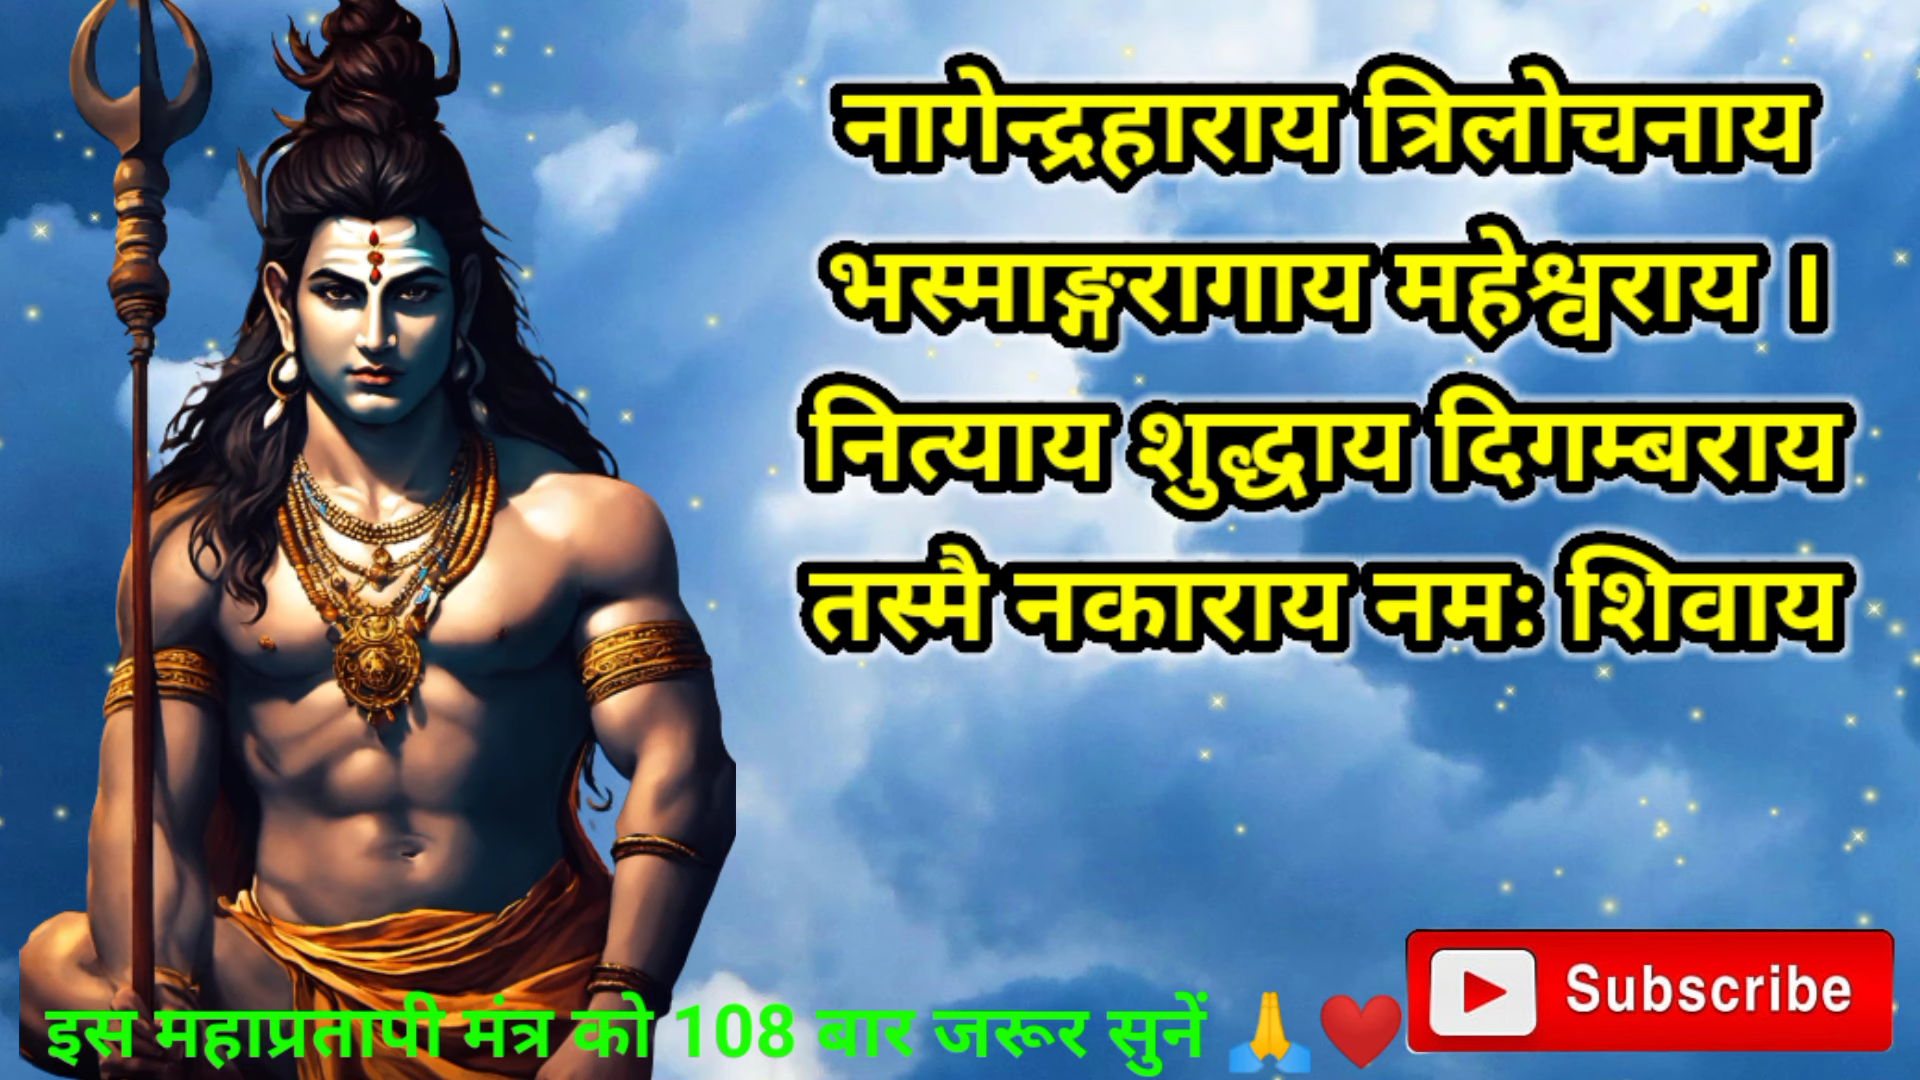 नागेन्द्रहाराय त्रिलोचनाय
भस्माङ्गरागाय महेश्वराय ।
नित्याय शुद्धाय दिगम्बराय
तस्मै नकाराय नमः शिवाय
इस महाप्रतापी मंत्र को 108 बार जरूर सुनें 🙏❤️
Subscribe